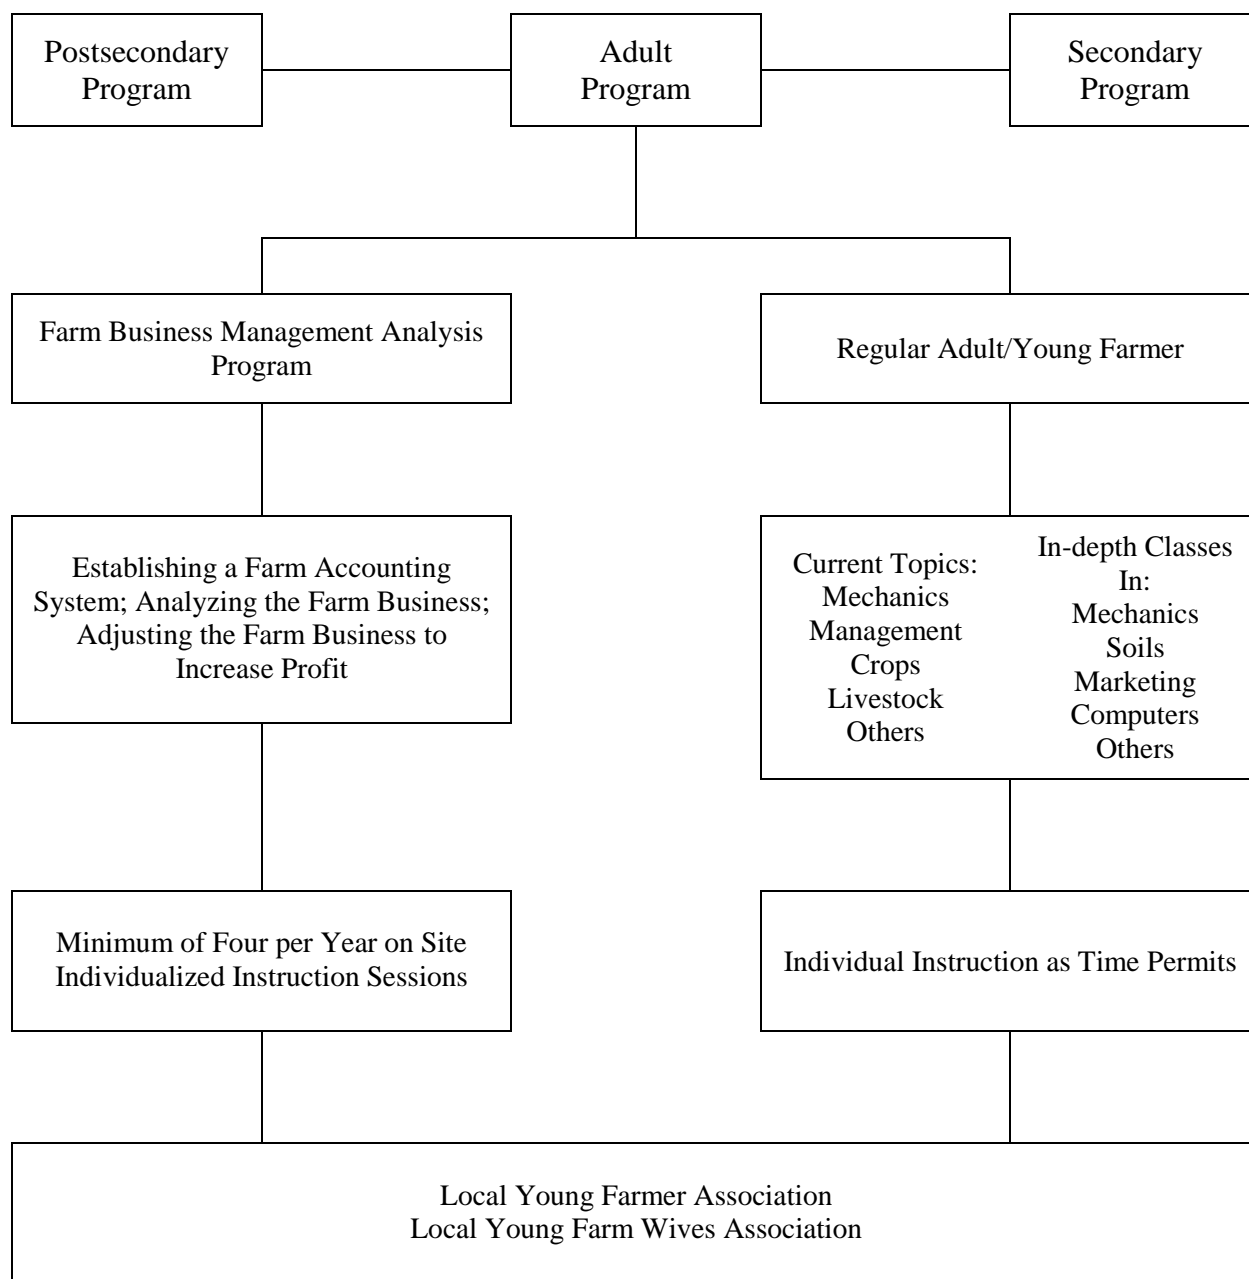 Postsecondary
Program
Adult
Program
Secondary
Program
Farm Business Management Analysis
Program
Regular Adult/Young Farmer
Establishing a Farm Accounting
System; Analyzing the Farm Business;
Adjusting the Farm Business to
Increase Profit
Current Topics:
Mechanics
Management
Crops
Livestock
Others
In-depth Classes
In:
Mechanics
Soils
Marketing
Computers
Others
Minimum of Four per Year on Site
Individualized Instruction Sessions
Individual Instruction as Time Permits
Local Young Farmer Association
Local Young Farm Wives Association